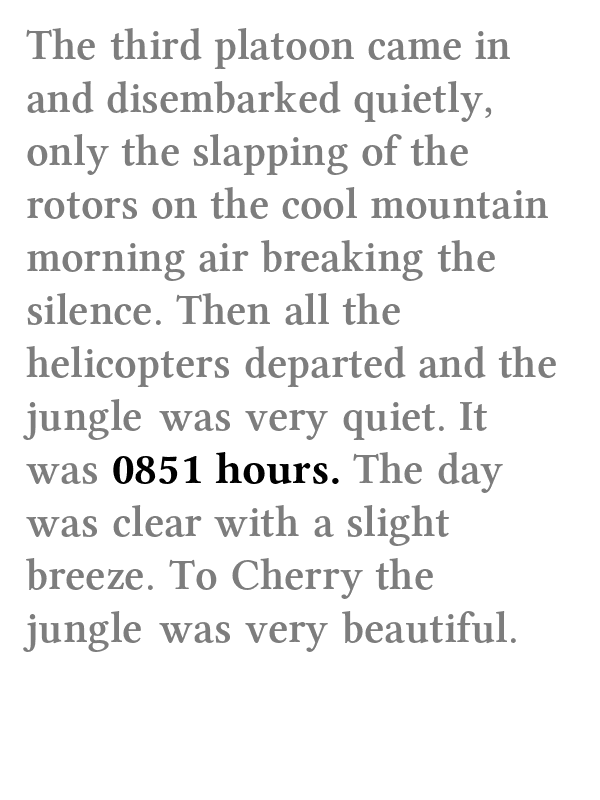 The third platoon came in
and disembarked quietly,
only the slapping of the
rotors on the cool mountain
morning air breaking the
silence. Then all the
helicopters departed and the
jungle was very quiet. It
was 0851 hours. The day
was clear with a slight
breeze. To Cherry the
jungle was very beautiful.